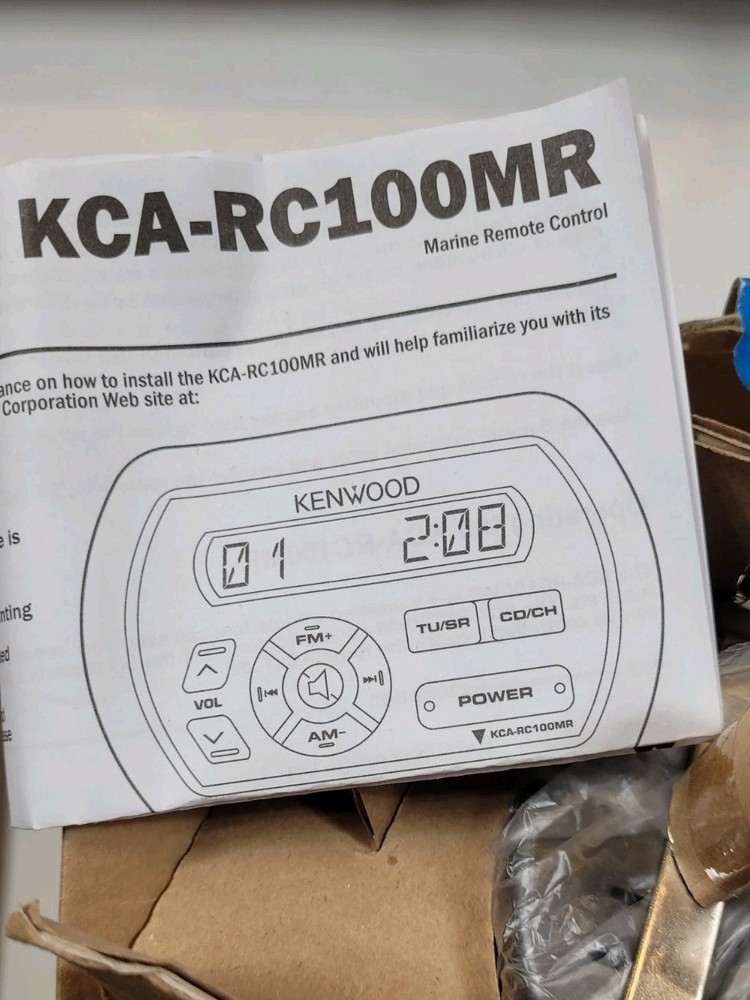 KCA-RC100MR
Marine Remote Control
ance on how to install the KCA-RC100MR and will help familiarize you with its
Corporation Web site at:
e is
nting
ed
se
KENWOOD
01 2:08
FM+
TU/SR CD/CH
VOL
POWER
AM-
KCA-RC100MR